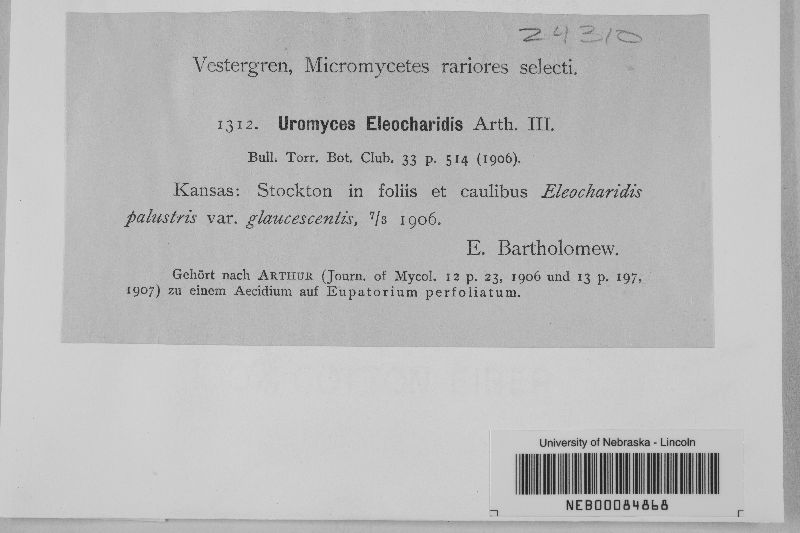 24310
Vestergren, Micromycetes rariores selecti.
1312. Uromyces Eleocharidis Arth. III.
Bull. Torr. Bot. Club. 33 p. 514 (1906).
Kansas: Stockton in foliis et caulibus Eleocharidis
palustris var. glaucescentis, 7/3 1906.
E. Bartholomew.
Gehört nach ARTHUR (Journ. of Mycol. 12 p. 23, 1906 und 13 p. 197,
1907) zu einem Aecidium auf Eupatorium perfoliatum.
University of Nebraska - Lincoln
NEB00084868